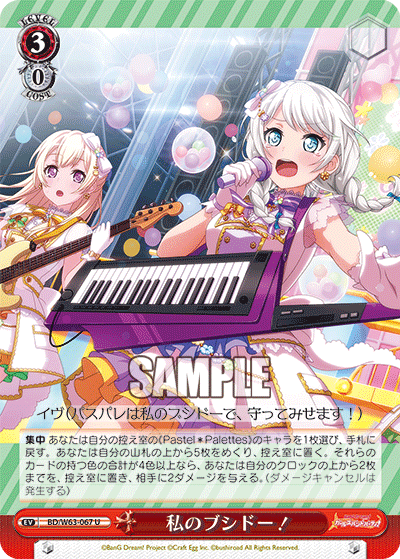 LEVEL
3
0
COST
SAMPLE
イヴ(パスパレは私のブシドーで、守ってみせます!)
集中 あなたは自分の控え室の《Pastel*Palettes》のキャラを1枚選び、手札に
戻す。あなたは自分の山札の上から5枚をめくり、控え室に置く。それらの
カードの持つ色の合計が4色以上なら、あなたは自分のクロックの上から2枚
までを、控え室に置き、相手に2ダメージを与える。(ダメージキャンセルは
発生する)
EV BD/W63-067 U
私のブシドー!
©BanG Dream! Project ©Craft Egg Inc. ©bushiroad All Rights Reserved.